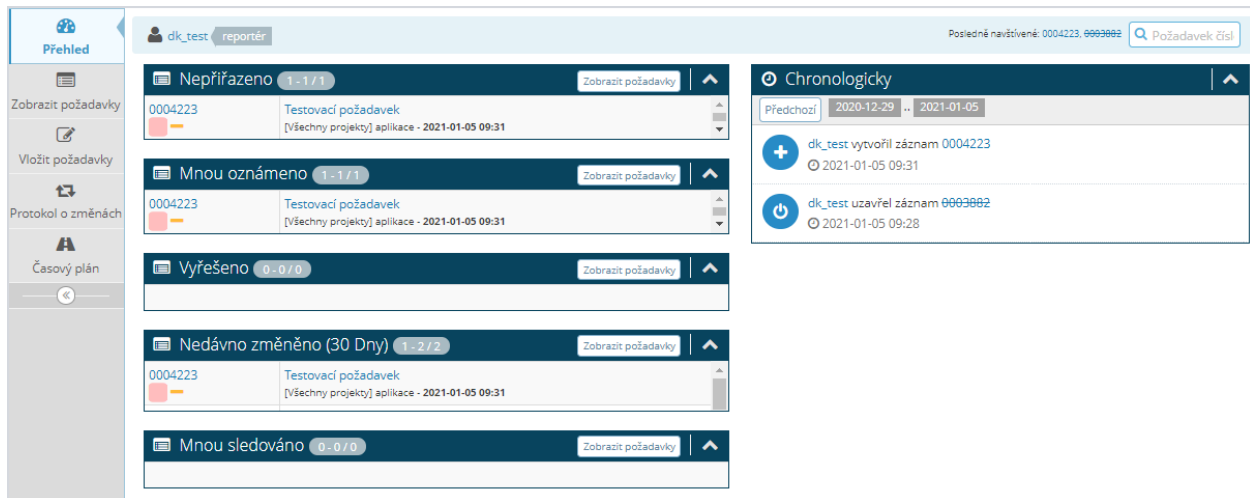 Přehled
Zobrazit požadavky
Vložit požadavky
Protokol o změnách
Časový plán
dk_test reportér
Posledně navštívené: 0004223, 0003882 Požadavek čísl
Nepřiřazeno 1 - 1 / 1 Zobrazit požadavky
0004223 Testovací požadavek
[Všechny projekty] aplikace - 2021-01-05 09:31
Mnou oznámeno 1 - 1 / 1 Zobrazit požadavky
0004223 Testovací požadavek
[Všechny projekty] aplikace - 2021-01-05 09:31
Vyřešeno 0 - 0 / 0 Zobrazit požadavky
Nedávno změněno (30 Dny) 1 - 2 / 2 Zobrazit požadavky
0004223 Testovací požadavek
[Všechny projekty] aplikace - 2021-01-05 09:31
Mnou sledováno 0 - 0 / 0 Zobrazit požadavky
Chronologicky
Předchozí 2020-12-29 .. 2021-01-05
dk_test vytvořil záznam 0004223
2021-01-05 09:31
dk_test uzavřel záznam 0003882
2021-01-05 09:28